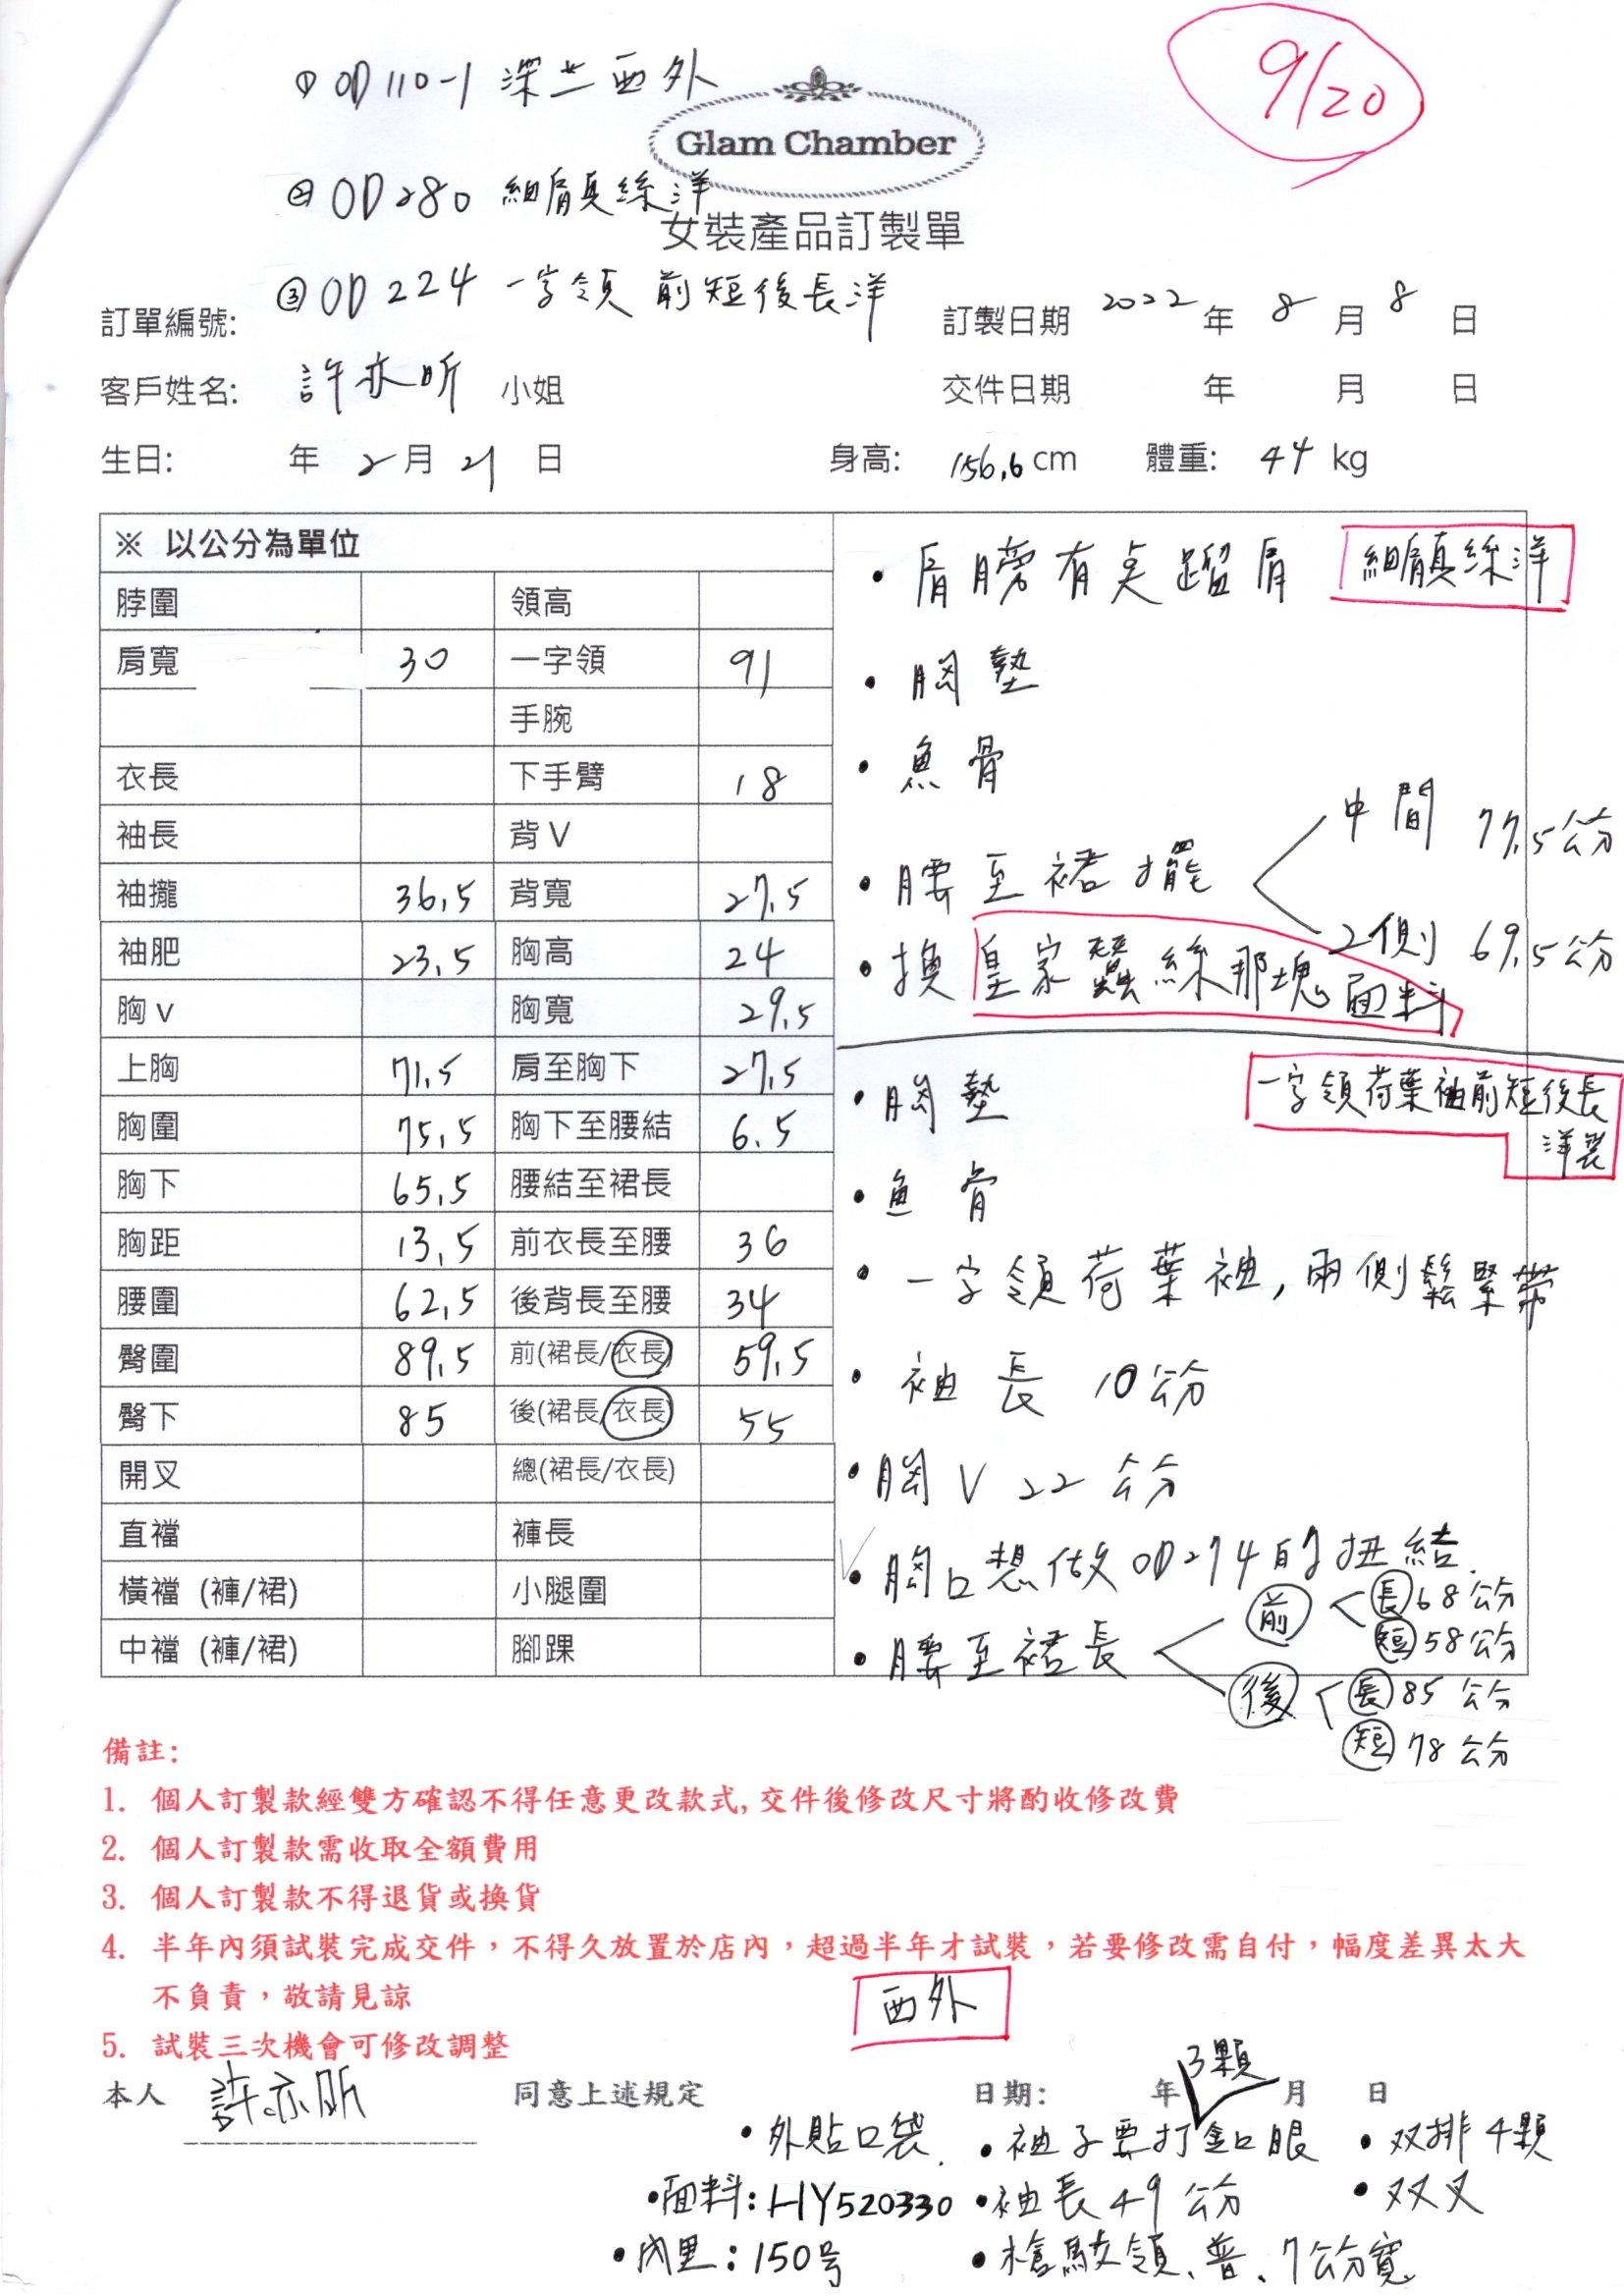 9/20
① OD110-1 深芷西外
Glam Chamber
② OD280 細肩真絲洋
女裝產品訂製單
③ OD224 一字領 前短後長洋
訂單編號: 訂製日期 2022 年 8 月 8 日
客戶姓名: 許亦昕 小姐 交件日期 年 月 日
生日: 年 2 月 21 日 身高: 156.6 cm 體重: 44 kg
※ 以公分為單位
脖圍 領高
肩寬 30 一字領 91
手腕
衣長 下手臂 18
袖長 背V
袖攏 36.5 背寬 27.5
袖肥 23.5 胸高 24
胸v 胸寬 29.5
上胸 71.5 肩至胸下 27.5
胸圍 75.5 胸下至腰結 6.5
胸下 65.5 腰結至裙長
胸距 13.5 前衣長至腰 36
腰圍 62.5 後背長至腰 34
臀圍 89.5 前(裙長/衣長) 59.5
臀下 85 後(裙長/衣長) 55
開叉 總(裙長/衣長)
直襠 褲長
橫襠 (褲/裙) 小腿圍
中襠 (褲/裙) 腳踝
• 肩膀有点蹓肩 細肩真絲洋
• 胸墊
• 魚骨
• 腰至裙擺 中間 77.5公分
2側 69.5公分
• 換皇家蠶絲那塊面料
• 胸墊 一字領荷葉袖前短後長
洋裝
• 魚骨
• 一字領荷葉袖, 兩側鬆緊帶
• 袖長 10公分
• 胸V 22 公分
• 胸口想做OD274的扭結.
• 腰至裙長 前 長68公分
短58公分
後 長85公分
短78公分
備註:
1. 個人訂製款經雙方確認不得任意更改款式, 交件後修改尺寸將酌收修改費
2. 個人訂製款需收取全額費用
3. 個人訂製款不得退貨或換貨
4. 半年內須試裝完成交件，不得久放置於店內，超過半年才試裝，若要修改需自付，幅度差異太大
不負責，敬請見諒
5. 試裝三次機會可修改調整
西外
本人 許亦昕 同意上述規定 日期: 年 月 日
3顆
• 外貼口袋. • 袖子要打釦眼 • 双排4顆
• 面料: HY520330 • 袖長49公分 • 双叉
• 內里: 150号 • 槍駁領、普、7公分寬